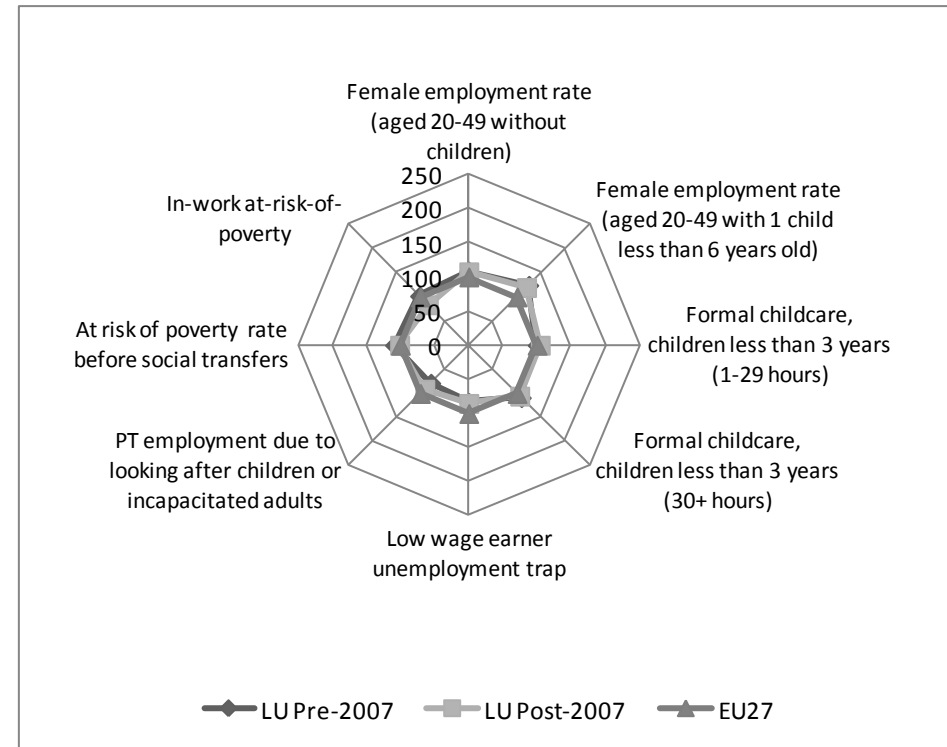 Female employment rate
(aged 20-49 without
children)
Female employment rate
(aged 20-49 with 1 child
less than 6 years old)
Formal childcare,
children less than 3 years
(1-29 hours)
Formal childcare,
children less than 3 years
(30+ hours)
Low wage earner
unemployment trap
PT employment due to
looking after children or
incapacitated adults
At risk of poverty rate
before social transfers
In-work at-risk-of-
poverty
250
200
150
100
50
0
LU Pre-2007 LU Post-2007 EU27